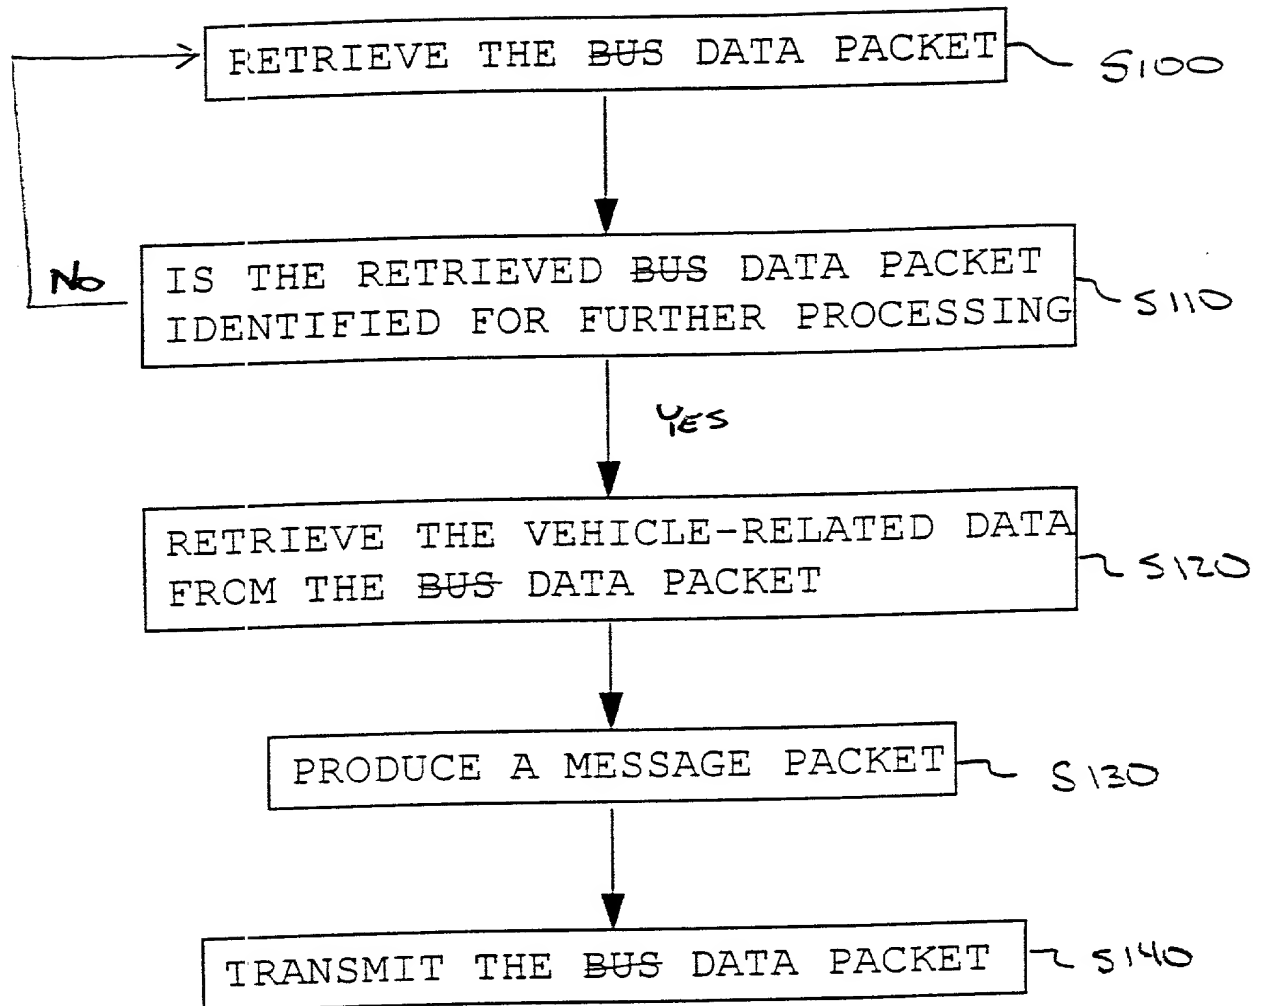 RETRIEVE THE BUS DATA PACKET S100
No IS THE RETRIEVED BUS DATA PACKET
IDENTIFIED FOR FURTHER PROCESSING S110
YES
RETRIEVE THE VEHICLE-RELATED DATA
FROM THE BUS DATA PACKET S120
PRODUCE A MESSAGE PACKET S130
TRANSMIT THE BUS DATA PACKET S140